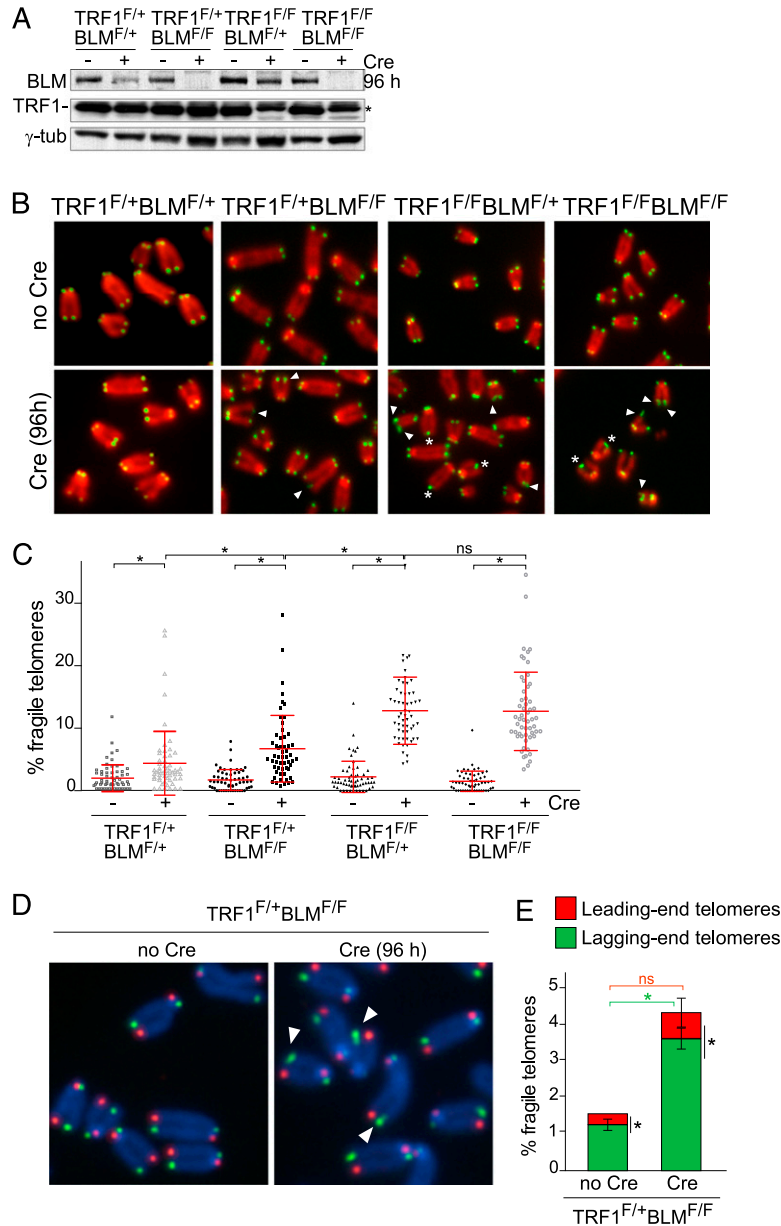 A
TRF1F/+ TRF1F/+ TRF1F/F TRF1F/F
BLMF/+ BLMF/F BLMF/+ BLMF/F
- + - + - + - + Cre
BLM 96 h
TRF1- *
γ-tub
B
TRF1F/+BLMF/+ TRF1F/+BLMF/F TRF1F/FBLMF/+ TRF1F/FBLMF/F
no Cre
Cre (96h)
* * *
* *
C
* * ns
* * * *
% fragile telomeres
30
20
10
0
- + - + - + - + Cre
TRF1F/+ TRF1F/+ TRF1F/F TRF1F/F
BLMF/+ BLMF/F BLMF/+ BLMF/F
D
TRF1F/+BLMF/F
no Cre Cre (96 h)
E
Leading-end telomeres
Lagging-end telomeres
ns
*
% fragile telomeres
5
4
3
2
1
0
*
*
no Cre Cre
TRF1F/+BLMF/F